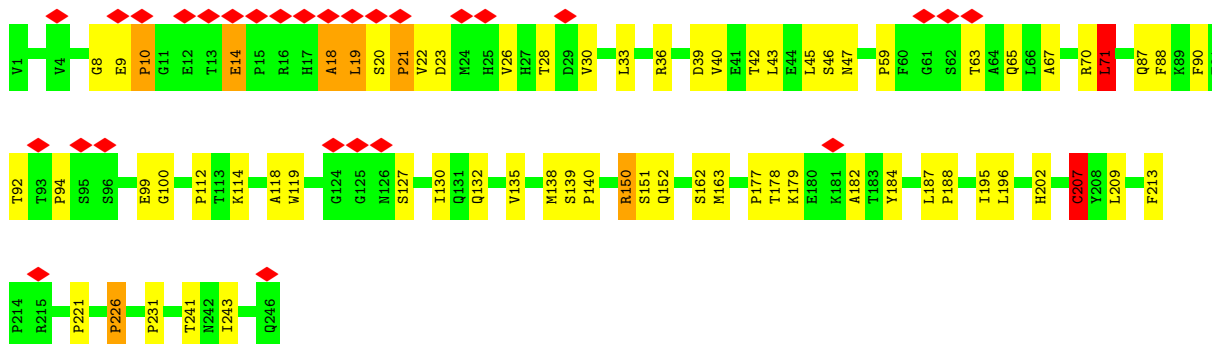 V1 V4 G8 E9 P10 G11 E12 T13 E14 P15 R16 H17 A18 L19 S20 P21 V22 D23 M24 H25 V26 H27 T28 D29 V30 L33 R36 D39 V40 E41 T42 L43 E44 L45 S46 N47 P59 F60 G61 S62 T63 A64 Q65 L66 A67 R70 L71 Q87 F88 K89 F90
T92 T93 P94 S95 S96 E99 G100 P112 T113 K114 A118 W119 G124 G125 N126 S127 I130 Q131 Q132 V135 M138 S139 P140 R150 S151 Q152 S162 M163 P177 T178 K179 E180 K181 A182 T183 Y184 L187 P188 I195 L196 H202 C207 Y208 L209 F213
P214 R215 P221 P226 P231 T241 N242 I243 Q246